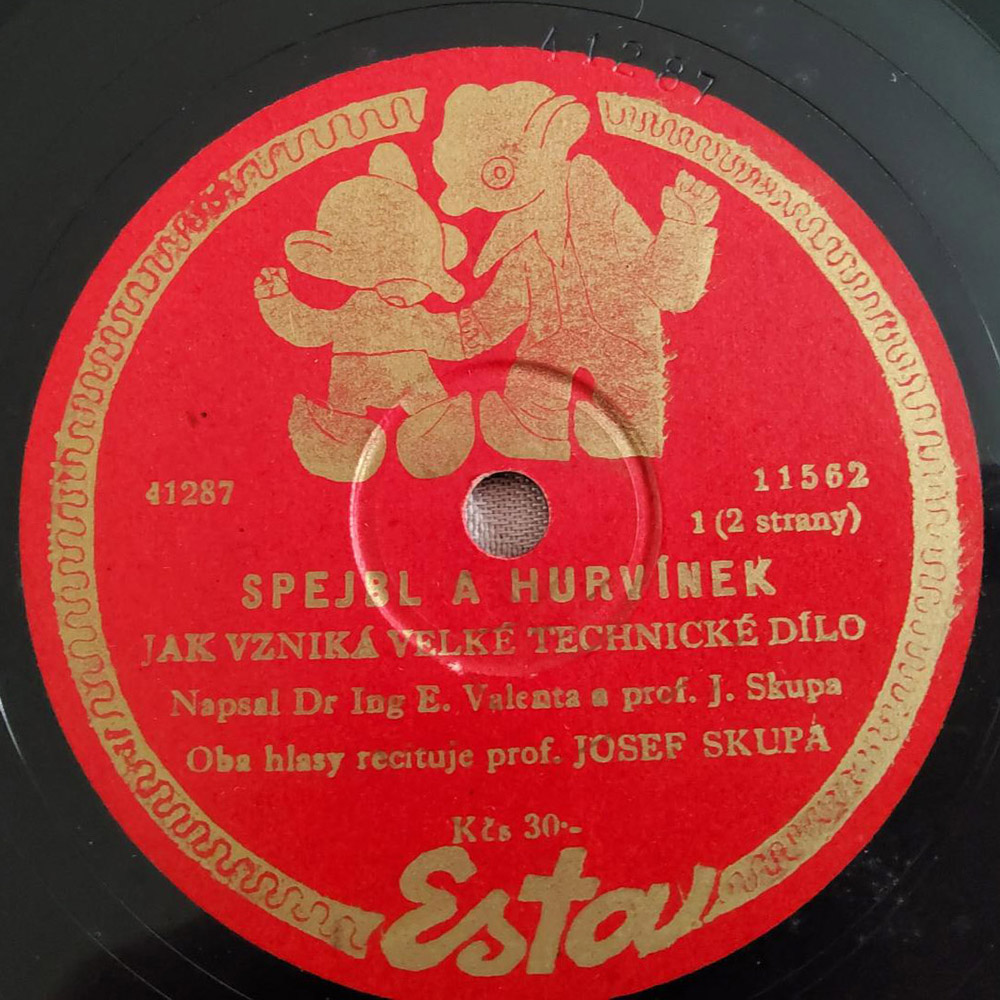 41287
41287
11562
1 (2 strany)
SPEJBL A HURVÍNEK
JAK VZNIKÁ VELKÉ TECHNICKÉ DÍLO
Napsal Dr Ing E. Valenta a prof. J. Skupa
Oba hlasy recituje prof. JOSEF SKUPA
Kčs 30·-
Esta